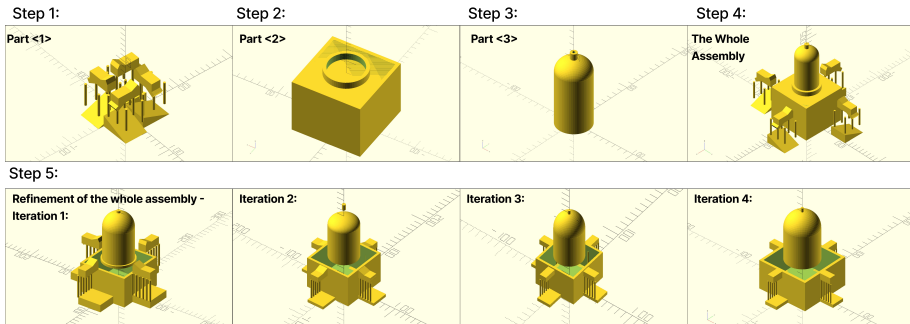 Step 1:
Step 2:
Step 3:
Step 4:
Part <1>
Part <2>
Part <3>
The Whole
Assembly
Step 5:
Refinement of the whole assembly -
Iteration 1:
Iteration 2:
Iteration 3:
Iteration 4: